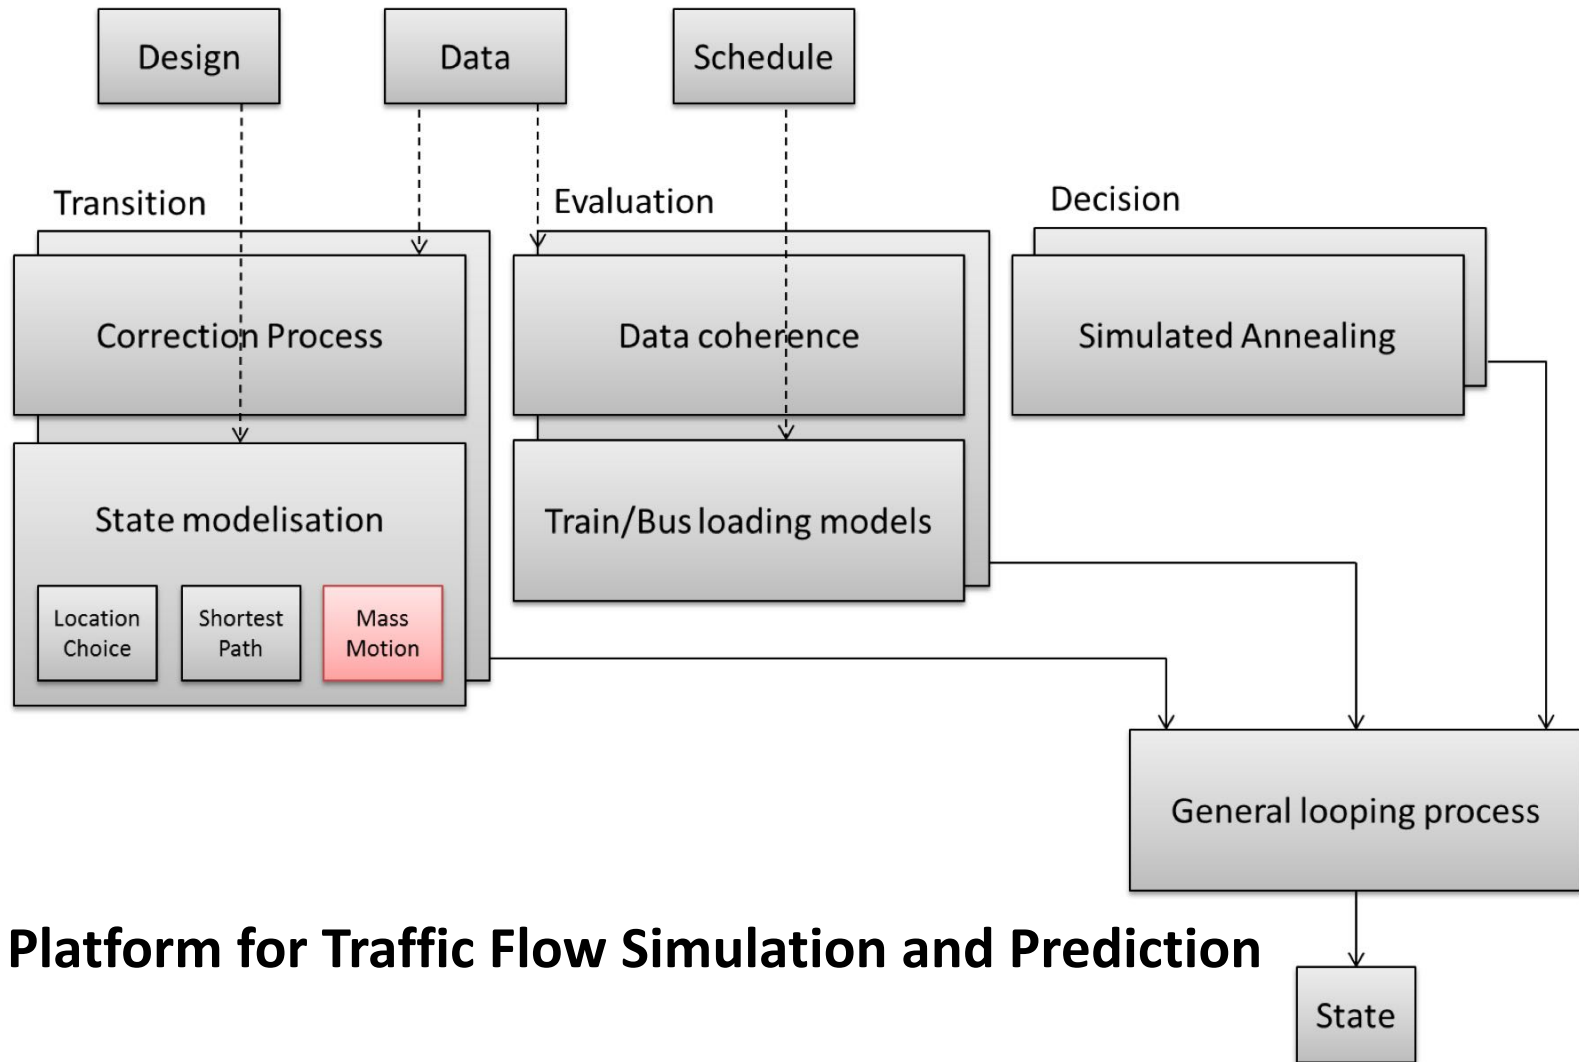 Design
Data
Schedule
Transition
Evaluation
Decision
Correction Process
Data coherence
Simulated Annealing
State modelisation
Train/Bus loading models
Location
Choice
Shortest
Path
Mass
Motion
General looping process
Platform for Traffic Flow Simulation and Prediction
State